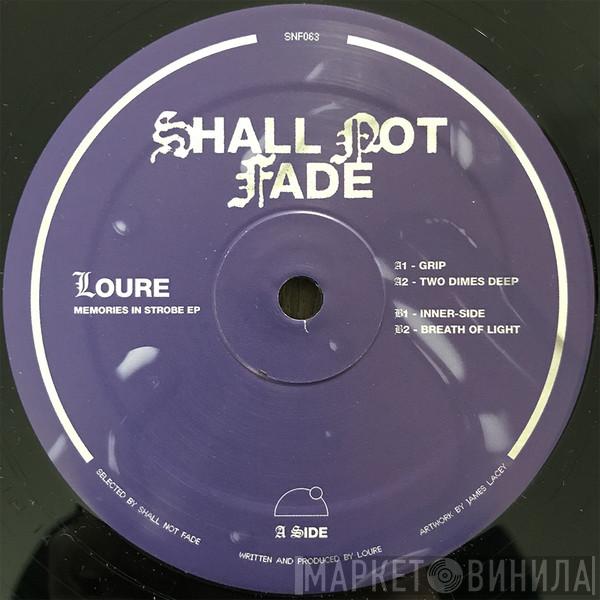 SNF063
SHALL NOT
FADE
LOURE
MEMORIES IN STROBE EP
A1 - GRIP
A2 - TWO DIMES DEEP
B1 - INNER-SIDE
B2 - BREATH OF LIGHT
A SIDE
SELECTED BY SHALL NOT FADE
WRITTEN AND PRODUCED BY LOURE
ARTWORK BY JAMES LACEY
МАРКЕТ ВИНИЛА